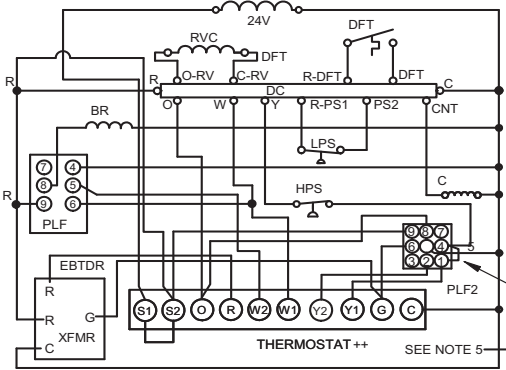 24V
RVC
DFT
DFT
R
O-RV
C-RV
R-DFT
DFT
R
DC
C
O
W
Y
R-PS1
PS2
CNT
BR
LPS
7
4
8
5
HPS
C
R
9
6
PLF
9
8
7
6
4
5
3
2
1
EBTDR
PLF2
R
R
G
XFMR
C
S1
S2
O
R
W2
W1
Y2
Y1
G
C
THERMOSTAT ++
SEE NOTE 5